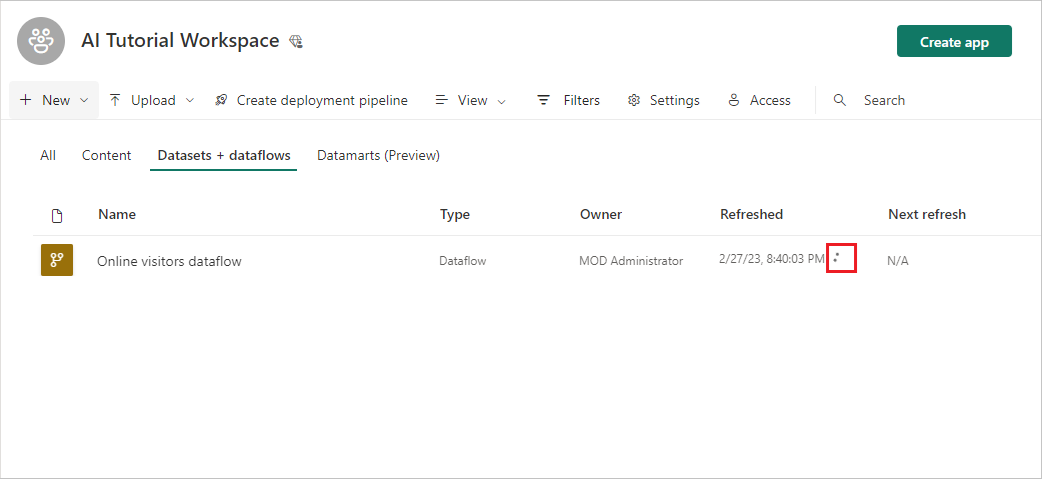 AI Tutorial Workspace
Create app
New
Upload
Create deployment pipeline
View
Filters
Settings
Access
Search
All
Content
Datasets + dataflows
Datamarts (Preview)
Name Type Owner Refreshed Next refresh
Online visitors dataflow Dataflow MOD Administrator 2/27/23, 8:40:03 PM N/A